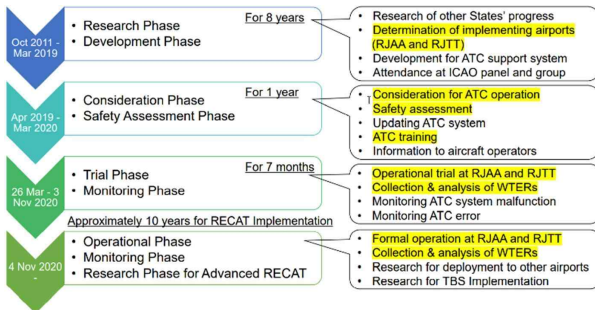 Oct 2011 -
Mar 2019
• Research Phase
• Development Phase
For 8 years
• Research of other States' progress
• Determination of implementing airports
(RJAA and RJTT)
• Development for ATC support system
• Attendance at ICAO panel and group
Apr 2019 -
Mar 2020
• Consideration Phase
• Safety Assessment Phase
For 1 year
• Consideration for ATC operation
• Safety assessment
• Updating ATC system
• ATC training
• Information to aircraft operators
26 Mar - 3
Nov 2020
• Trial Phase
• Monitoring Phase
For 7 months
• Operational trial at RJAA and RJTT
• Collection & analysis of WTERs
• Monitoring ATC system malfunction
• Monitoring ATC error
Approximately 10 years for RECAT Implementation
4 Nov 2020
-
• Operational Phase
• Monitoring Phase
• Research Phase for Advanced RECAT
• Formal operation at RJAA and RJTT
• Collection & analysis of WTERs
• Research for deployment to other airports
• Research for TBS Implementation